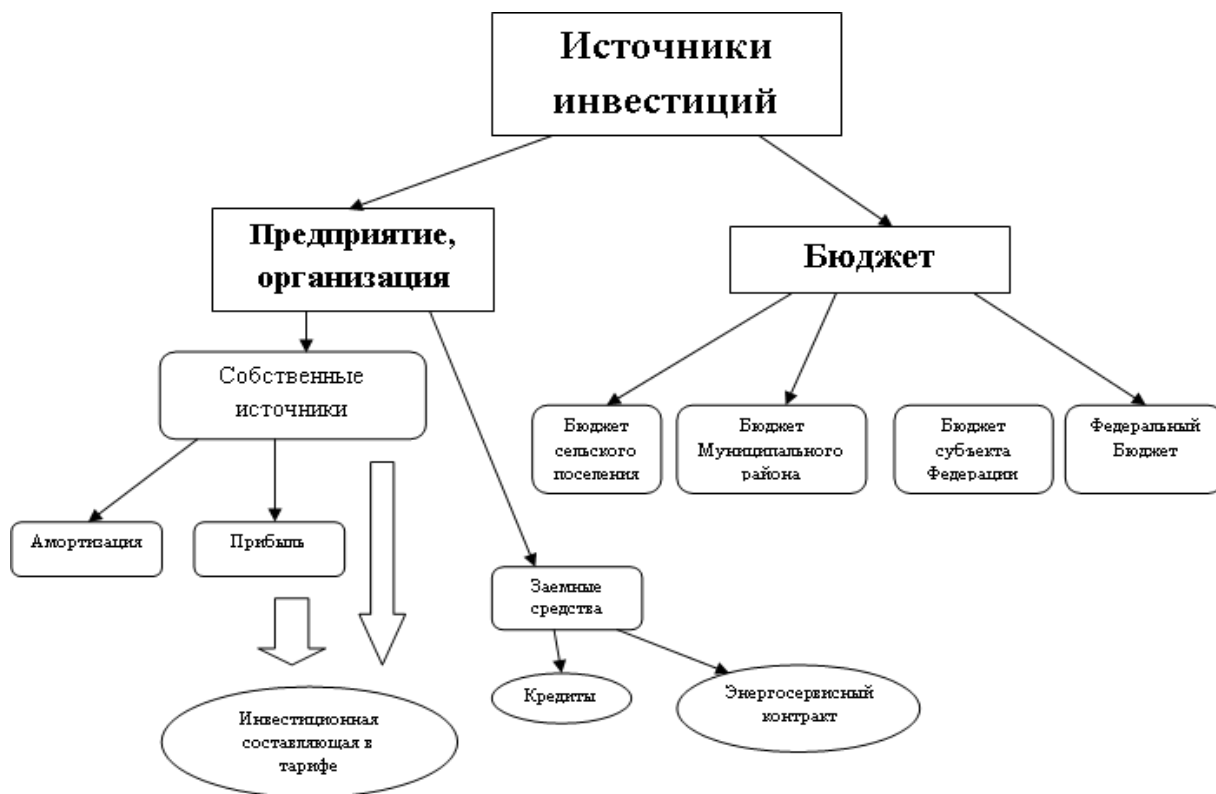 Источники
инвестиций
Предприятие,
организация
Бюджет
Собственные
источники
Бюджет
сельского
поселения
Бюджет
Муниципального
района
Бюджет
субъекта
Федерации
Федеральный
Бюджет
Амортизация
Прибыль
Заемные
средства
Кредиты
Энергосервисный
контракт
Инвестиционная
составляющая в
тарифе